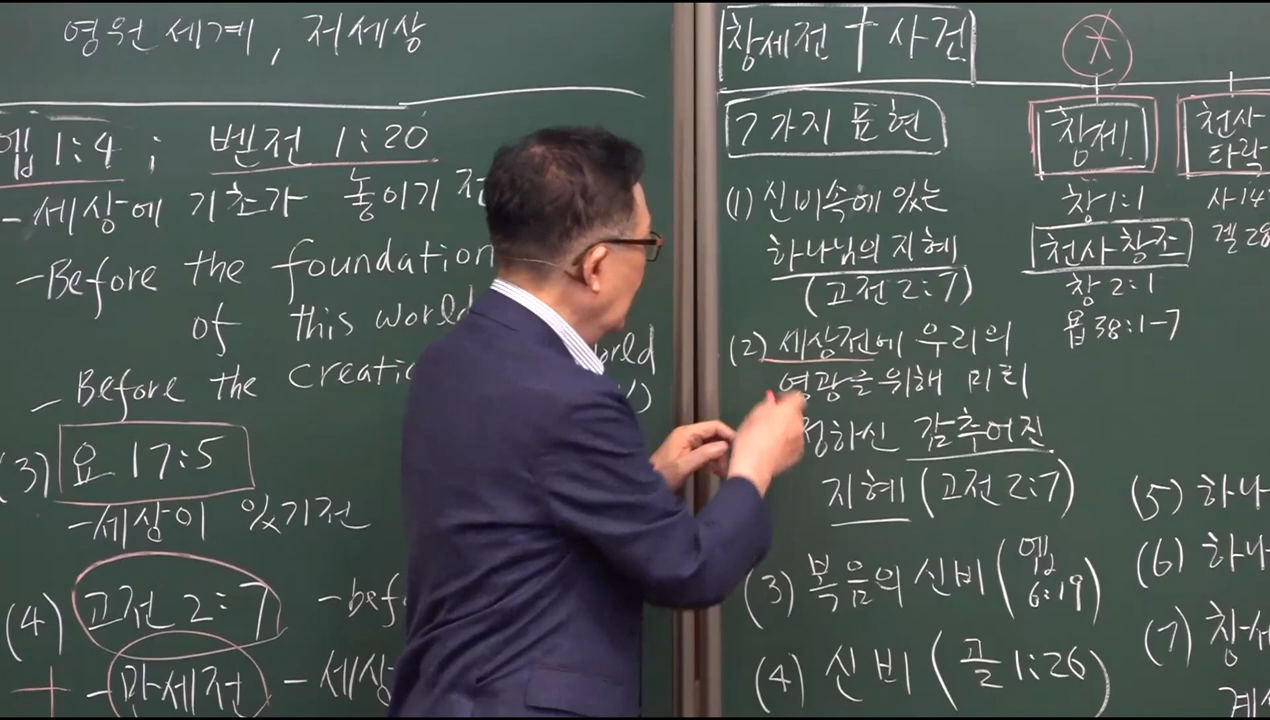 영원 세계, 저세상
엡 1:4 ; 벧전 1:20
- 세상에 기초가 놓이기 전
- Before the foundation
of this world
- Before the creatio
(3) 요 17:5
- 세상이 있기전
(4) 고전 2:7 - bef
+ - 만세전 - 세상
창세전 † 사건
7가지 표현
(1) 신비속에 있는
하나님의 지혜
(고전 2:7)
(2) 세상전에 우리의
영광을 위해 미리
정하신 감추어진
지혜 (고전 2:7)
(3) 복음의 신비 (엡 6:19)
(4) 신비 (골 1:26)
창제
창 1:1
천사창조
창 2:1
욥 38:1-7
천사
타락
사 14:
겔 28
(5) 하나
(6) 하나
(7) 창세